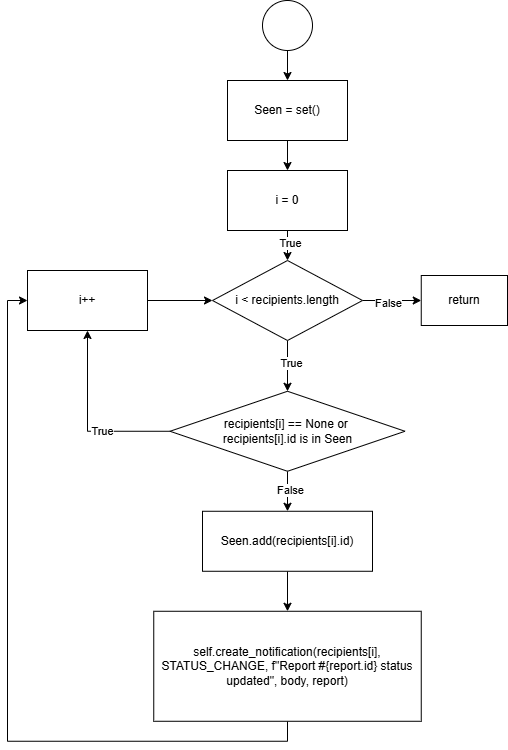 Seen = set()
i = 0
True
i++
i < recipients.length
False
return
True
recipients[i] == None or
recipients[i].id is in Seen
True
False
Seen.add(recipients[i].id)
self.create_notification(recipients[i],
STATUS_CHANGE, f"Report #{report.id} status
updated", body, report)